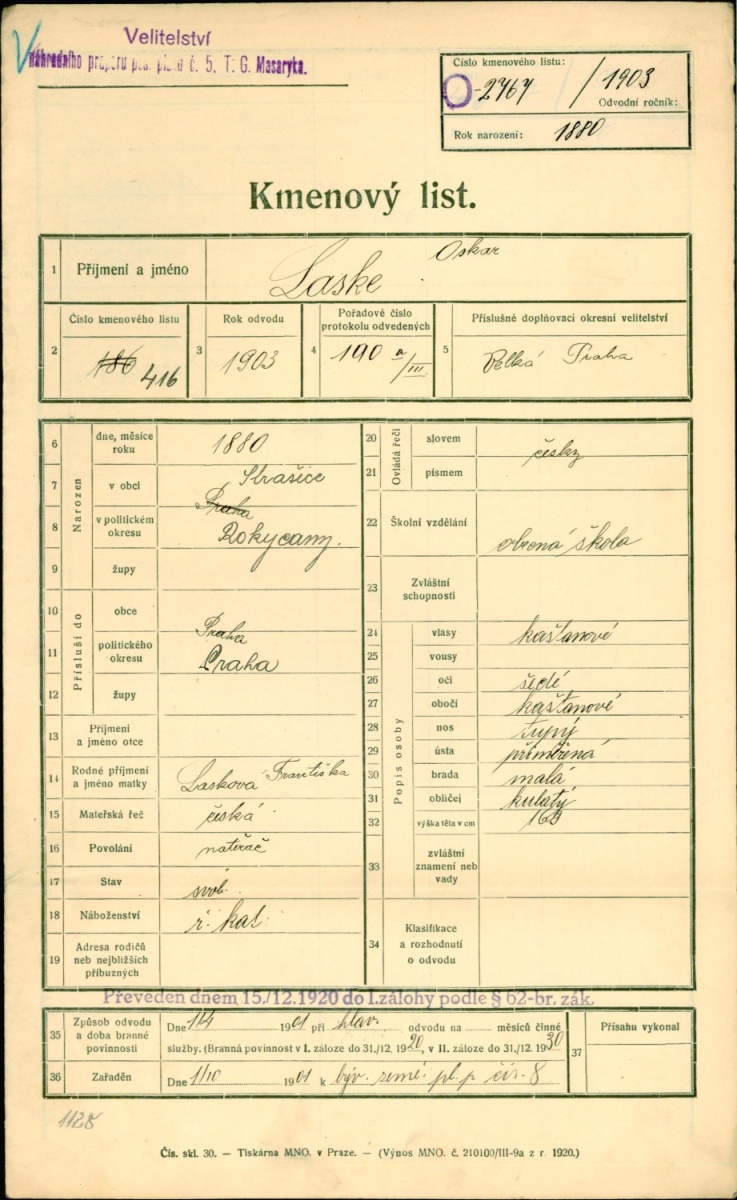 Velitelství
Náhradního praporu pěš. pluku č. 5, T. G. Masaryka.
Číslo kmenového listu:
2767 / 1903
Odvodní ročník:
Rok narození: 1880
Kmenový list.
1 Příjmení a jméno Laske Oskar
2 Číslo kmenového listu 186 416
3 Rok odvodu 1903
4 Pořadové číslo protokolu odvedených 190 a/III.
5 Příslušné doplňovací okresní velitelství Velká Praha
Narozen
6 dne, měsíce roku 1880
7 v obci Strašice
Praha
8 v politickém okresu Rokycany.
9 župy
Přísluší do
10 obce Praha
11 politického okresu Praha
12 župy
13 Příjmení a jméno otce
14 Rodné příjmení a jméno matky Lasková Františka
15 Mateřská řeč česká
16 Povolání natěrač
17 Stav svob.
18 Náboženství ř. kat.
19 Adresa rodičů neb nejbližších příbuzných
Ovládá řeči
20 slovem česky
21 písmem
22 Školní vzdělání obecná škola
23 Zvláštní schopnosti
Popis osoby
24 vlasy kaštanové
25 vousy
26 oči šedé
27 obočí kaštanové
28 nos tupý
29 ústa přiměřená
30 brada malá
31 obličej kulatý
32 výška těla v cm 163
33 zvláštní znamení neb vady
34 Klasifikace a rozhodnutí o odvodu
Převeden dnem 15./12.1920 do I.zálohy podle § 62-br. zák.
35 Způsob odvodu a doba branné povinnosti
Dne 11/4 1901 při hlav. odvodu na měsíců činné
služby. (Branná povinnost v I. záloze do 31./12. 1920, v II. záloze do 31./12. 1930
36 Zařaděn Dne 1/10 1901 k býv. zemí. pl. p. čís. 8
37 Přísahu vykonal
1128
Čís. skl. 30. — Tiskárna MNO. v Praze. — (Výnos MNO. č. 210100/III-9a z r. 1920.)